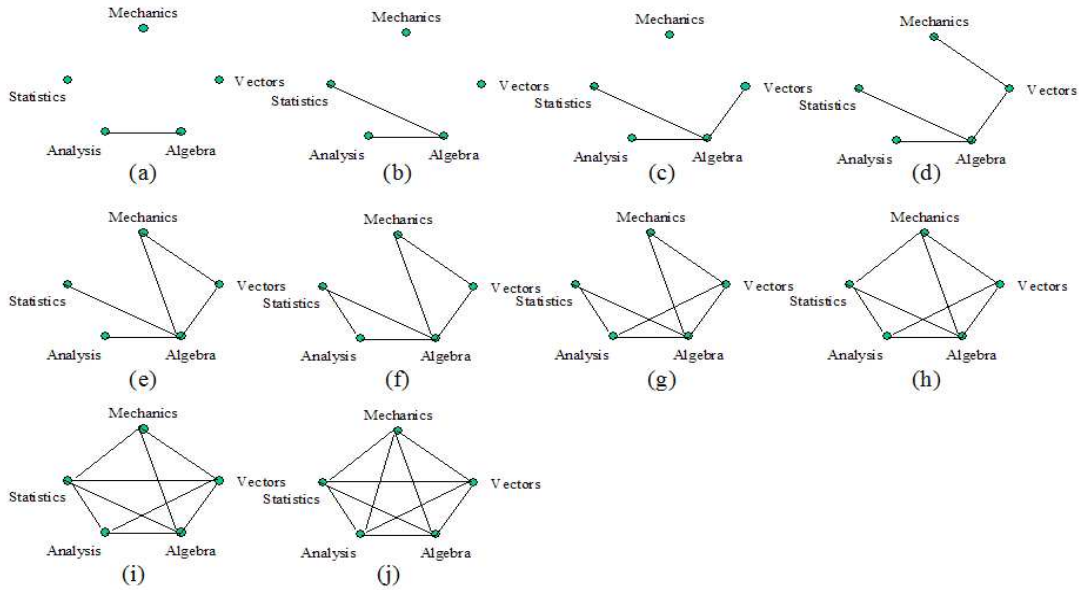 Mechanics
Statistics
Vectors
Analysis
Algebra
(a)
Mechanics
Statistics
Vectors
Analysis
Algebra
(b)
Mechanics
Statistics
Vectors
Analysis
Algebra
(c)
Mechanics
Statistics
Vectors
Analysis
Algebra
(d)
Mechanics
Statistics
Vectors
Analysis
Algebra
(e)
Mechanics
Statistics
Vectors
Analysis
Algebra
(f)
Mechanics
Statistics
Vectors
Analysis
Algebra
(g)
Mechanics
Statistics
Vectors
Analysis
Algebra
(h)
Mechanics
Statistics
Vectors
Analysis
Algebra
(i)
Mechanics
Statistics
Vectors
Analysis
Algebra
(j)